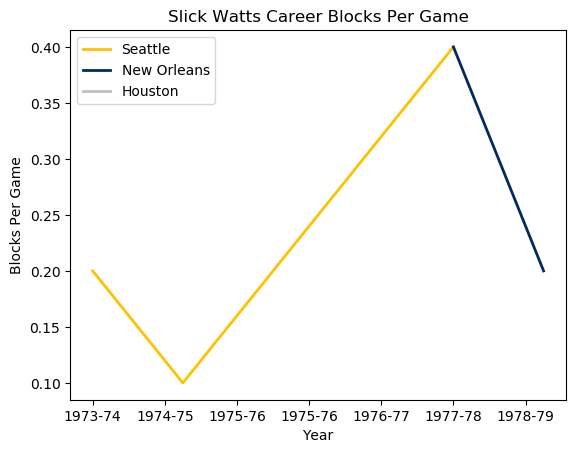 Slick Watts Career Blocks Per Game
Seattle
New Orleans
Houston
0.40
0.35
0.30
0.25
0.20
0.15
0.10
Blocks Per Game
1973-74 1974-75 1975-76 1975-76 1976-77 1977-78 1978-79
Year